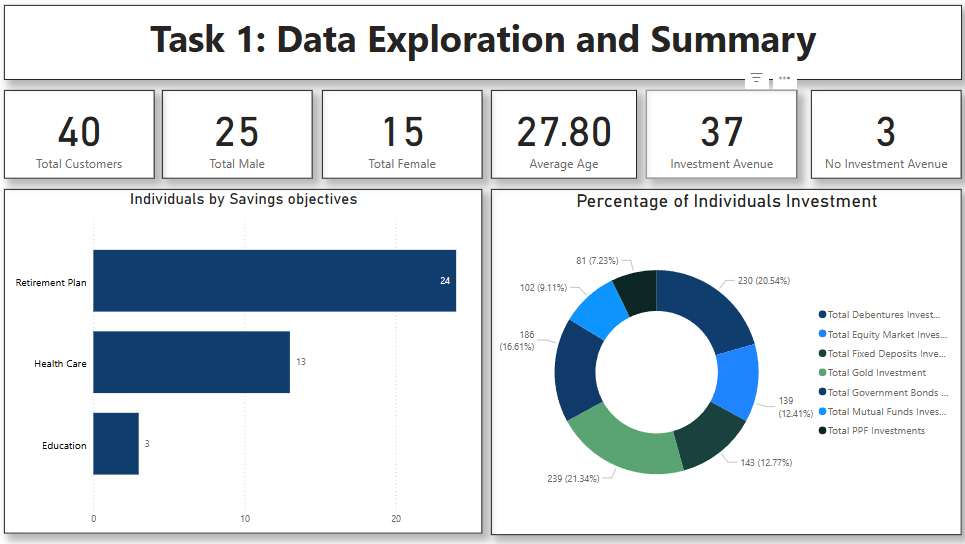 Task 1: Data Exploration and Summary
40
Total Customers
25
Total Male
15
Total Female
27.80
Average Age
37
Investment Avenue
3
No Investment Avenue
Individuals by Savings objectives
Retirement Plan
24
Health Care
13
Education
3
0
10
20
Percentage of Individuals Investment
81 (7.23%)
230 (20.54%)
102 (9.11%)
186
(16.61%)
139
(12.41%)
143 (12.77%)
239 (21.34%)
Total Debentures Invest...
Total Equity Market Inves...
Total Fixed Deposits Inve...
Total Gold Investment
Total Government Bonds ...
Total Mutual Funds Inves...
Total PPF Investments